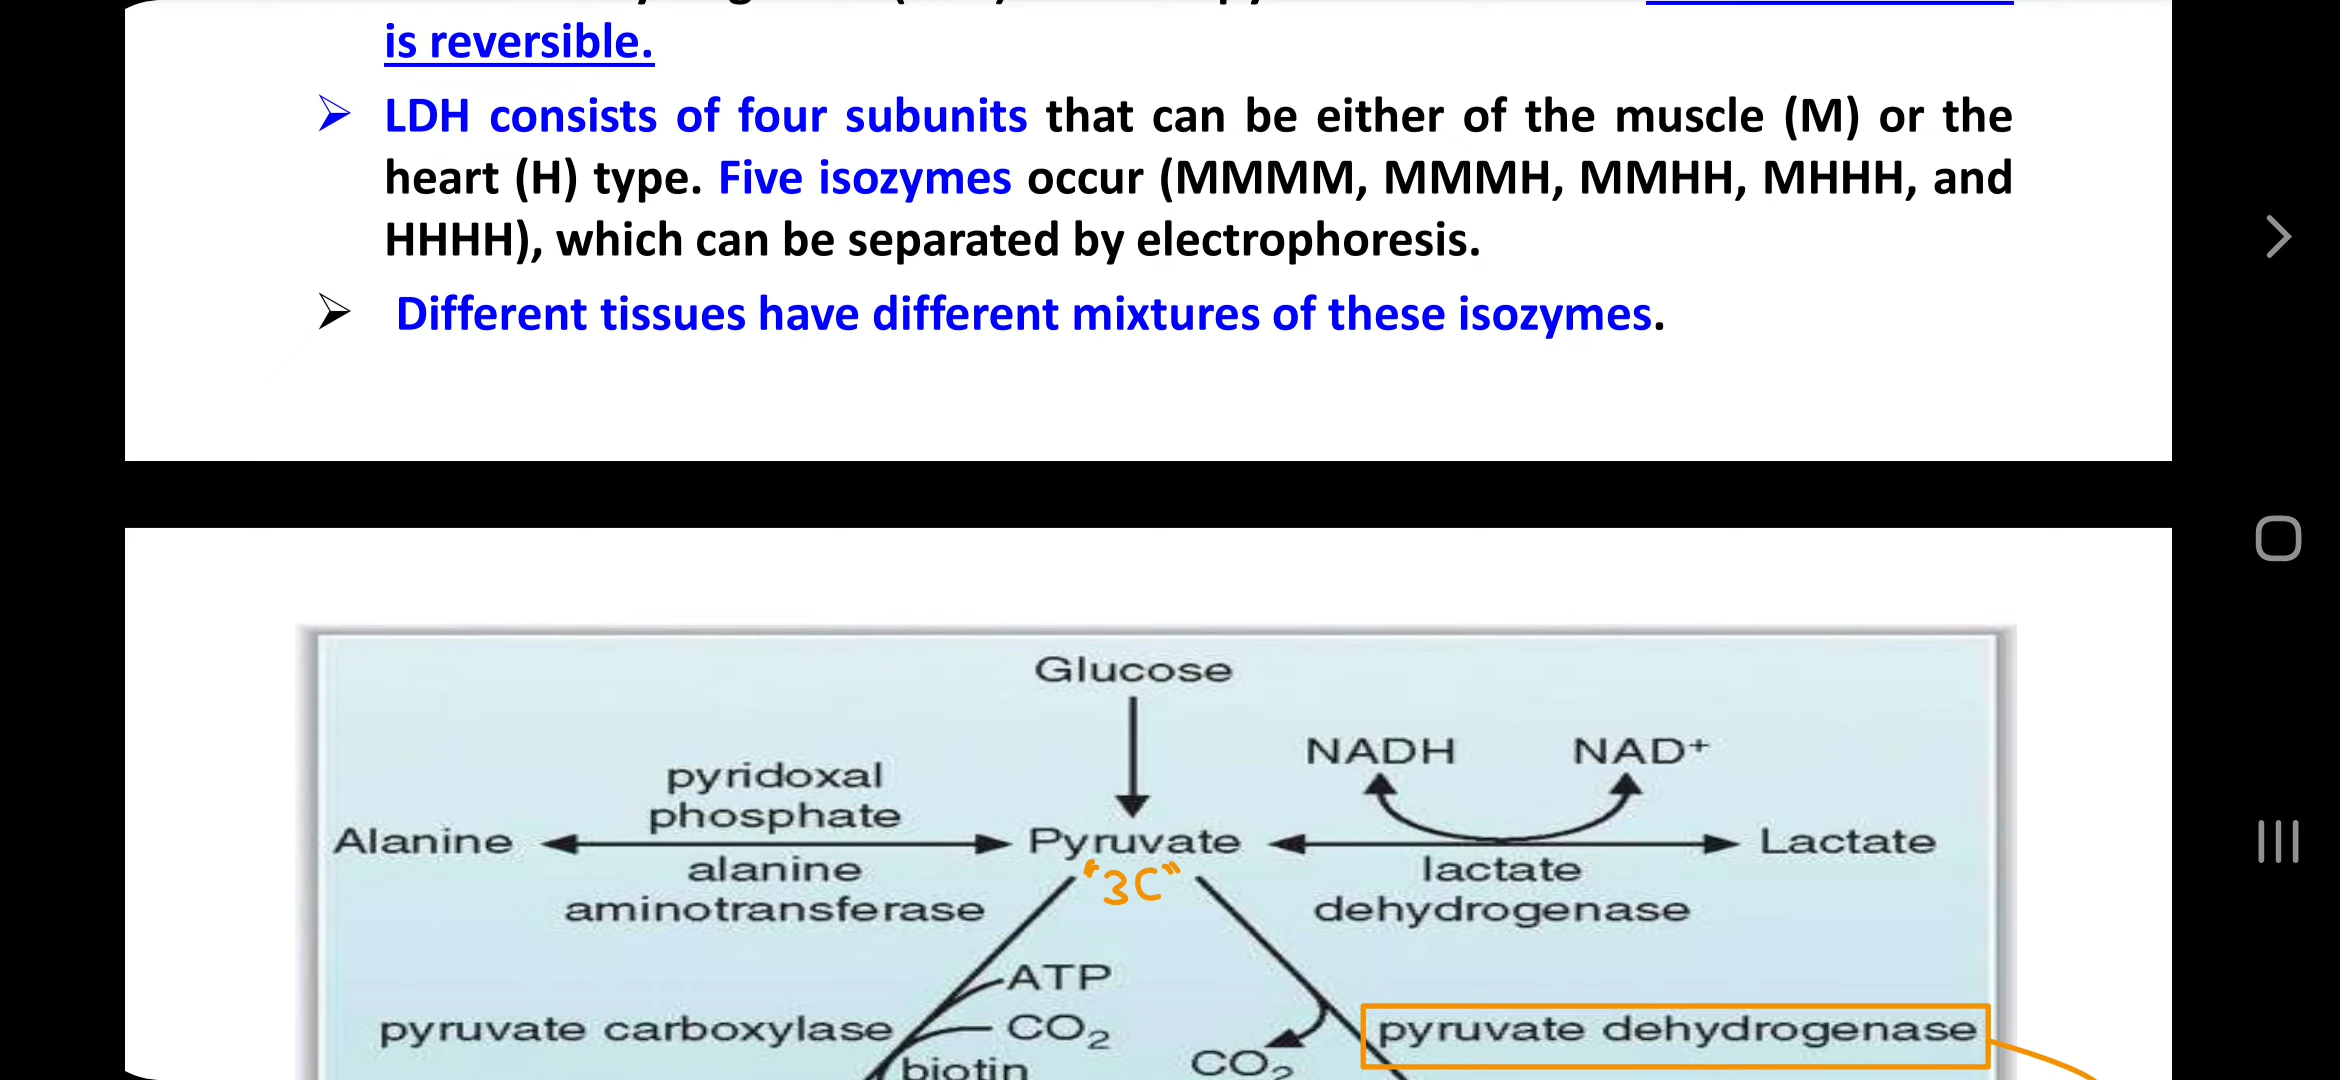 is reversible.
➢ LDH consists of four subunits that can be either of the muscle (M) or the
heart (H) type. Five isozymes occur (MMMM, MMMH, MMHH, MHHH, and
HHHH), which can be separated by electrophoresis.
➢ Different tissues have different mixtures of these isozymes.
Glucose
NADH NAD⁺
pyridoxal
phosphate
Alanine Pyruvate Lactate
"3C"
alanine lactate
aminotransferase dehydrogenase
ATP
pyruvate carboxylase CO₂ pyruvate dehydrogenase
biotin CO₂